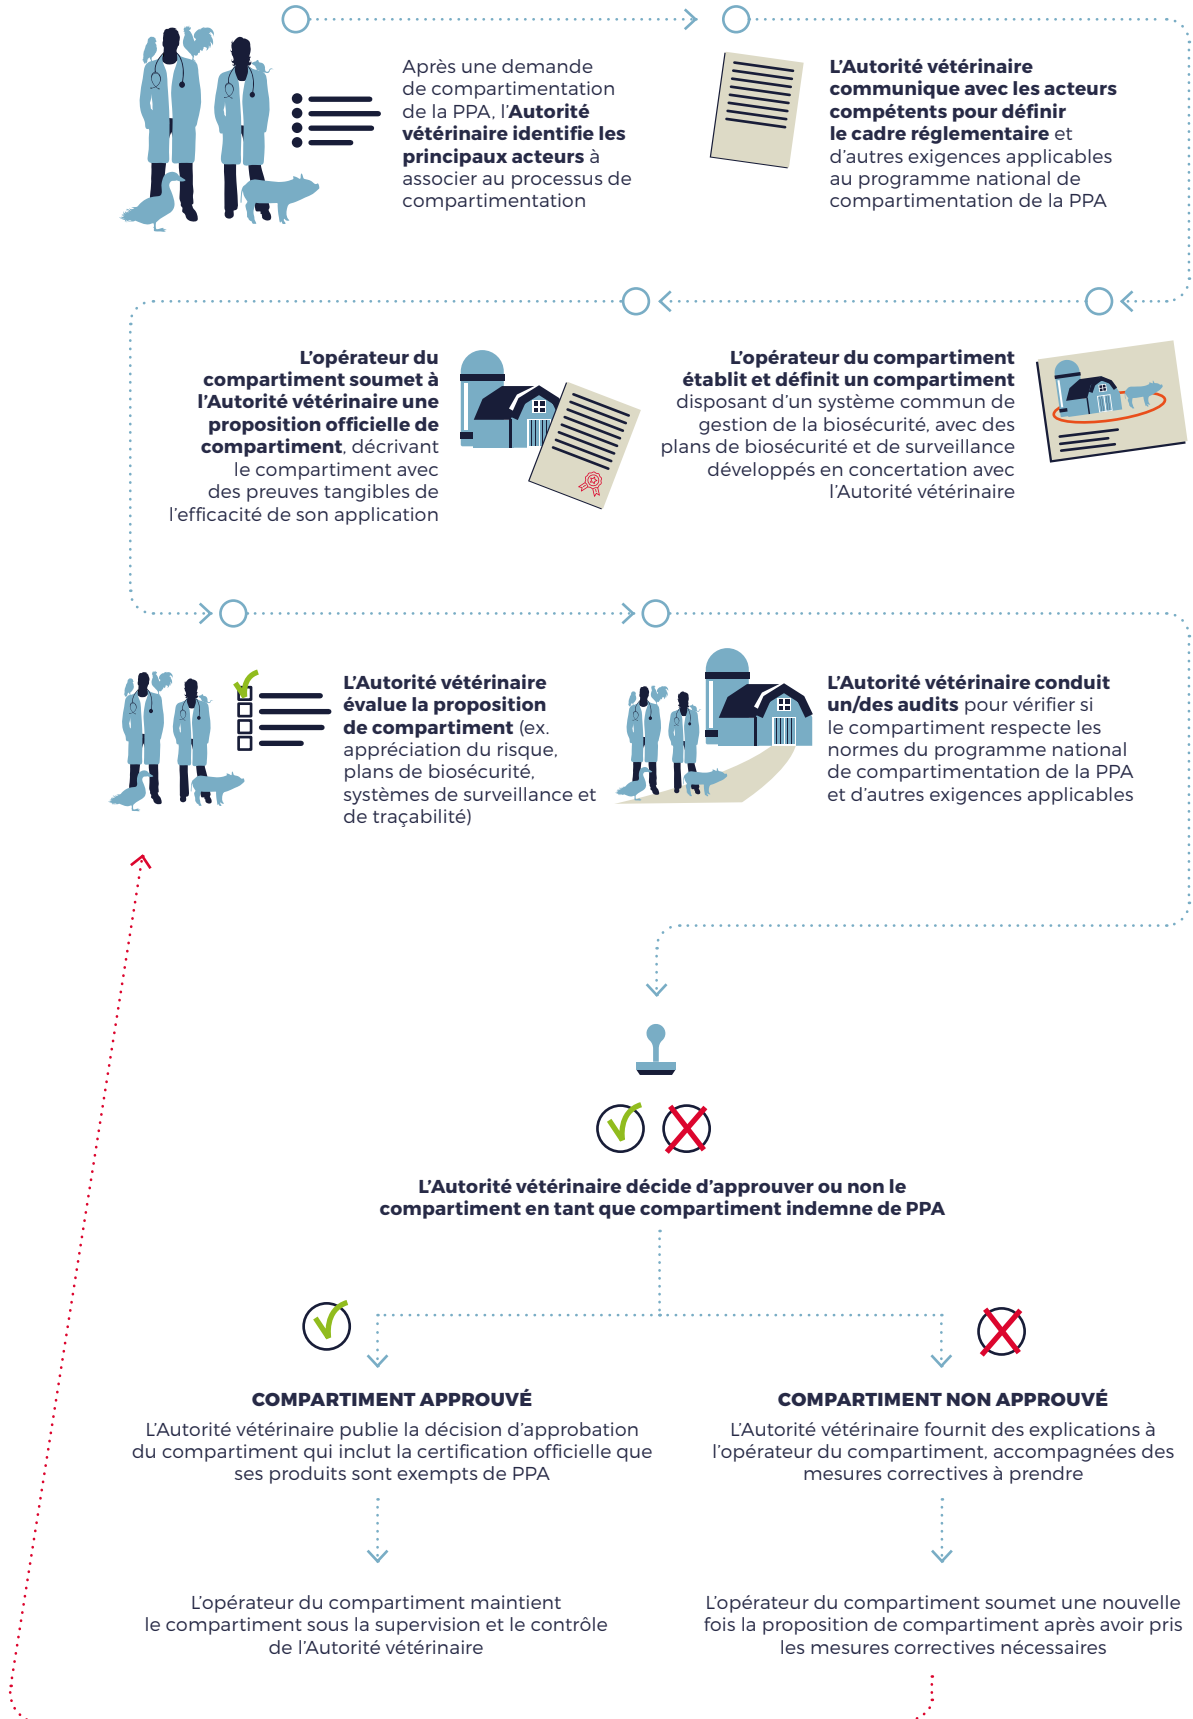 Après une demande
de compartimentation
de la PPA, l’Autorité
vétérinaire identifie les
principaux acteurs à
associer au processus de
compartimentation
L’Autorité vétérinaire
communique avec les acteurs
compétents pour définir
le cadre réglementaire et
d’autres exigences applicables
au programme national de
compartimentation de la PPA
L’opérateur du compartiment
établit et définit un compartiment
disposant d’un système commun de
gestion de la biosécurité, avec des
plans de biosécurité et de surveillance
développés en concertation avec
l’Autorité vétérinaire
L’opérateur du
compartiment soumet à
l’Autorité vétérinaire une
proposition officielle de
compartiment, décrivant
le compartiment avec
des preuves tangibles de
l’efficacité de son application
L’Autorité vétérinaire
évalue la proposition
de compartiment (ex.
appréciation du risque,
plans de biosécurité,
systèmes de surveillance et
de traçabilité)
L’Autorité vétérinaire conduit
un/des audits pour vérifier si
le compartiment respecte les
normes du programme national
de compartimentation de la PPA
et d’autres exigences applicables
L’Autorité vétérinaire décide d’approuver ou non le
compartiment en tant que compartiment indemne de PPA
COMPARTIMENT APPROUVÉ
L’Autorité vétérinaire publie la décision d’approbation
du compartiment qui inclut la certification officielle que
ses produits sont exempts de PPA
L’opérateur du compartiment maintient
le compartiment sous la supervision et le contrôle
de l’Autorité vétérinaire
COMPARTIMENT NON APPROUVÉ
L’Autorité vétérinaire fournit des explications à
l’opérateur du compartiment, accompagnées des
mesures correctives à prendre
L’opérateur du compartiment soumet une nouvelle
fois la proposition de compartiment après avoir pris
les mesures correctives nécessaires